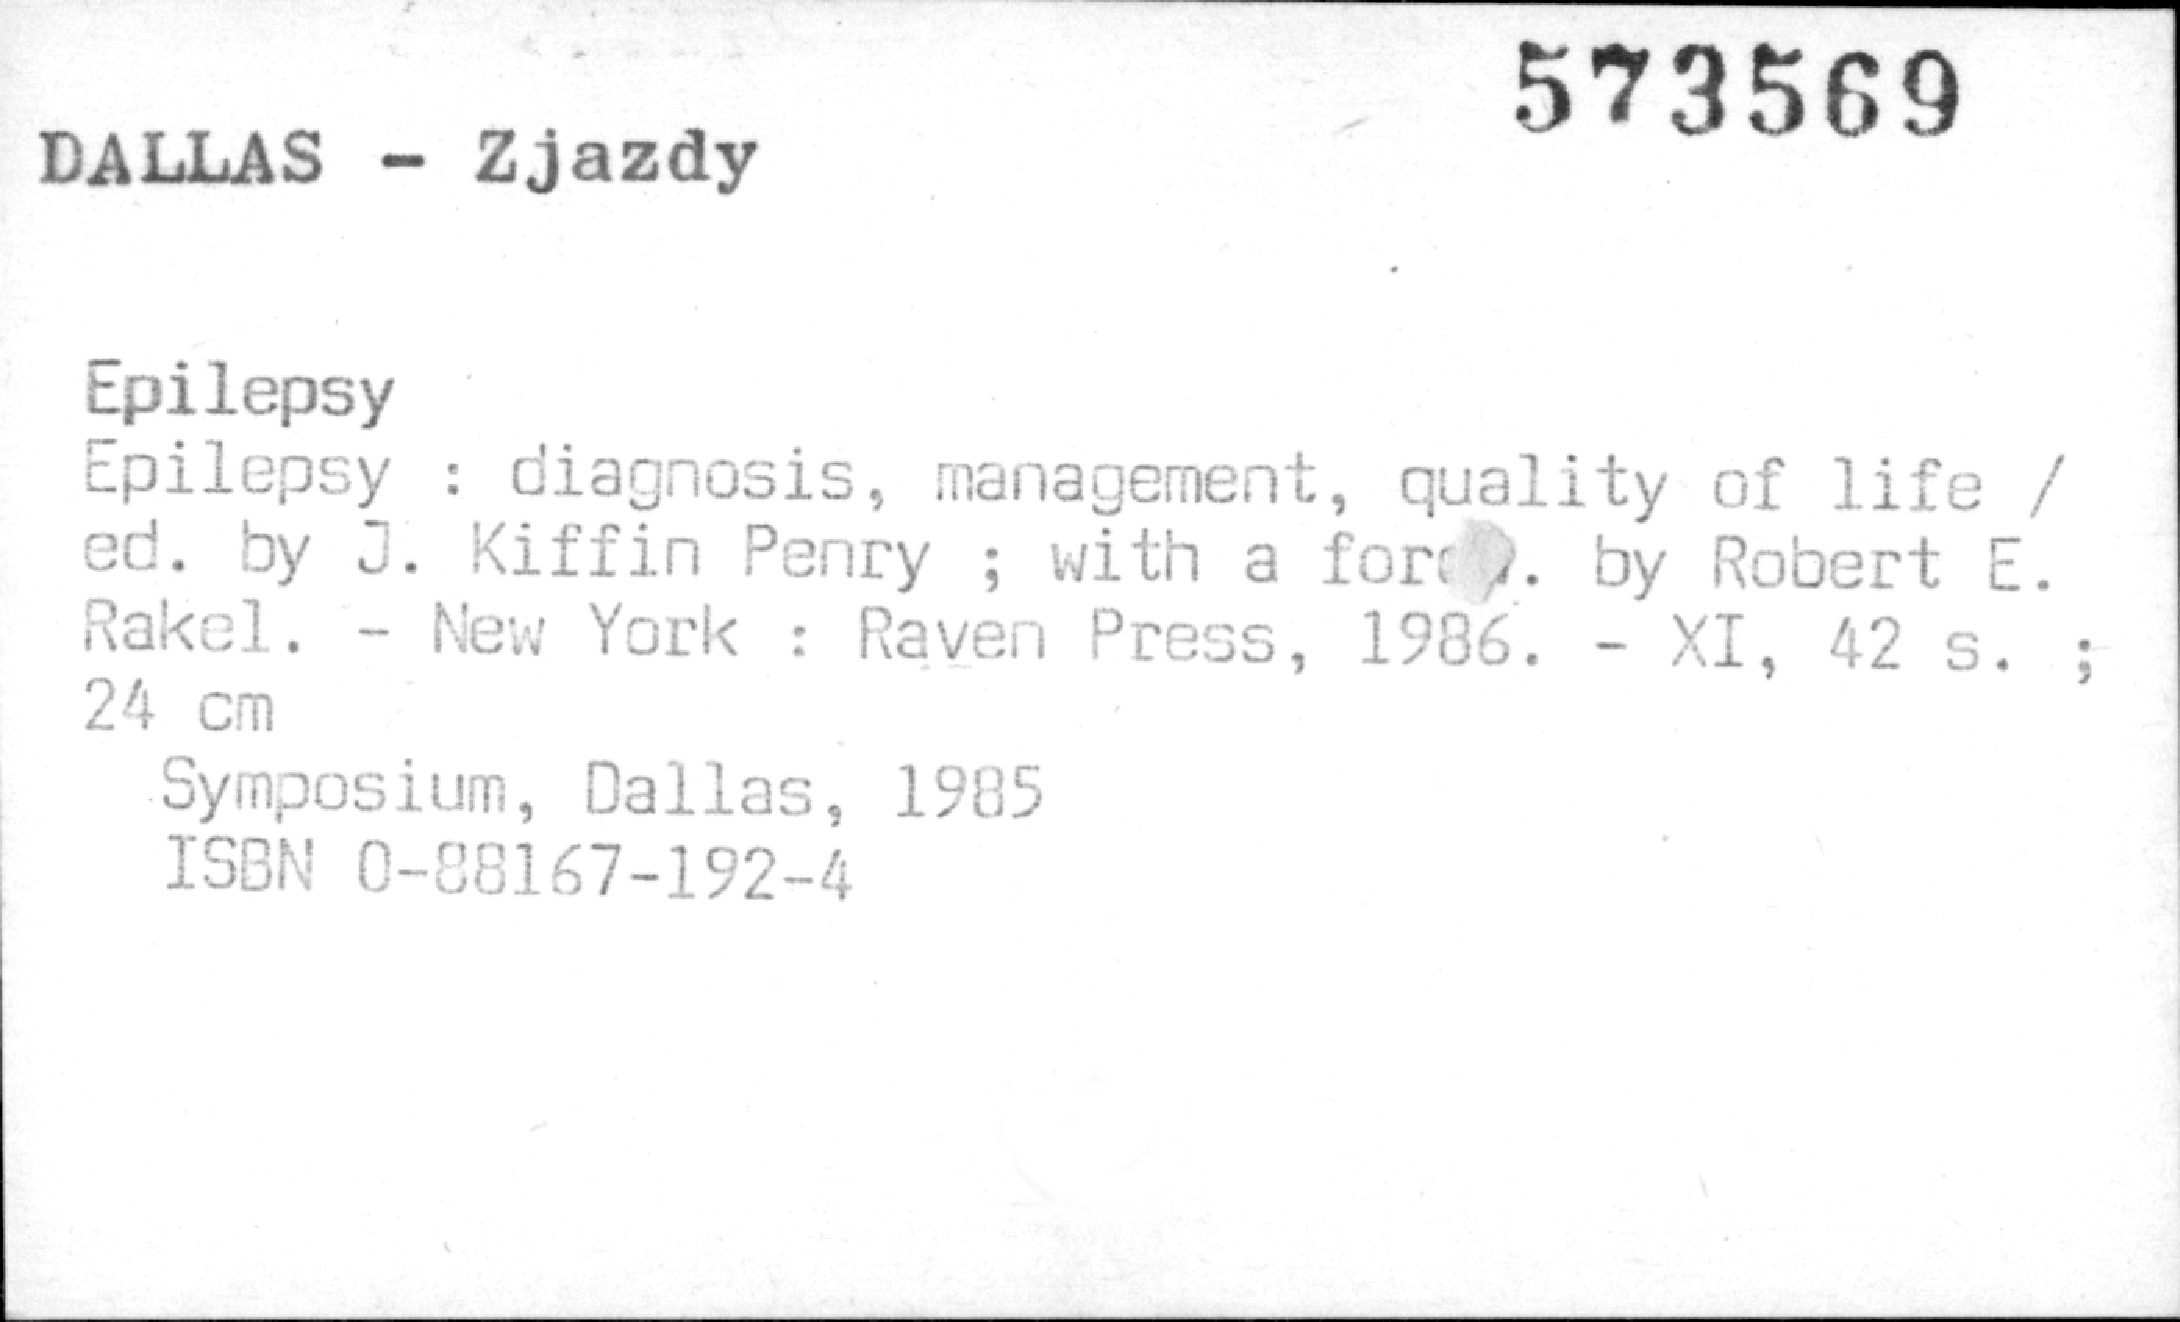 573569
DALLAS - Zjazdy
Epilepsy
Epilepsy : diagnosis, management, quality of life /
ed. by J. Kiffin Penry ; with a by Robert E.
Rakel. - New York : Raven Press, 1986. - XI, 42 s. ;
24 cm
Symposium, Dallas, 1985
ISBN 0-88167-192-4